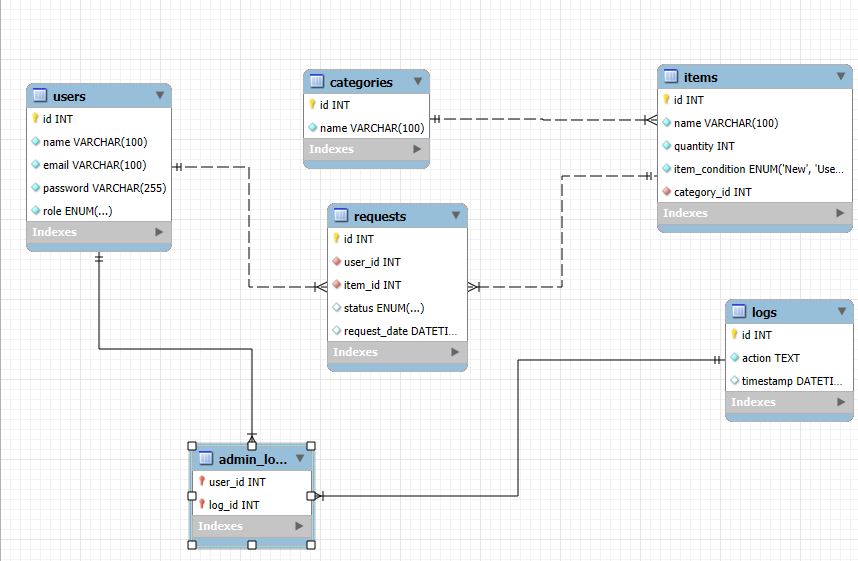 users
id INT
name VARCHAR(100)
email VARCHAR(100)
password VARCHAR(255)
role ENUM(...)
Indexes
categories
id INT
name VARCHAR(100)
Indexes
items
id INT
name VARCHAR(100)
quantity INT
item_condition ENUM('New', 'Use...
category_id INT
Indexes
requests
id INT
user_id INT
item_id INT
status ENUM(...)
request_date DATETI...
Indexes
logs
id INT
action TEXT
timestamp DATETI...
Indexes
admin_lo...
user_id INT
log_id INT
Indexes